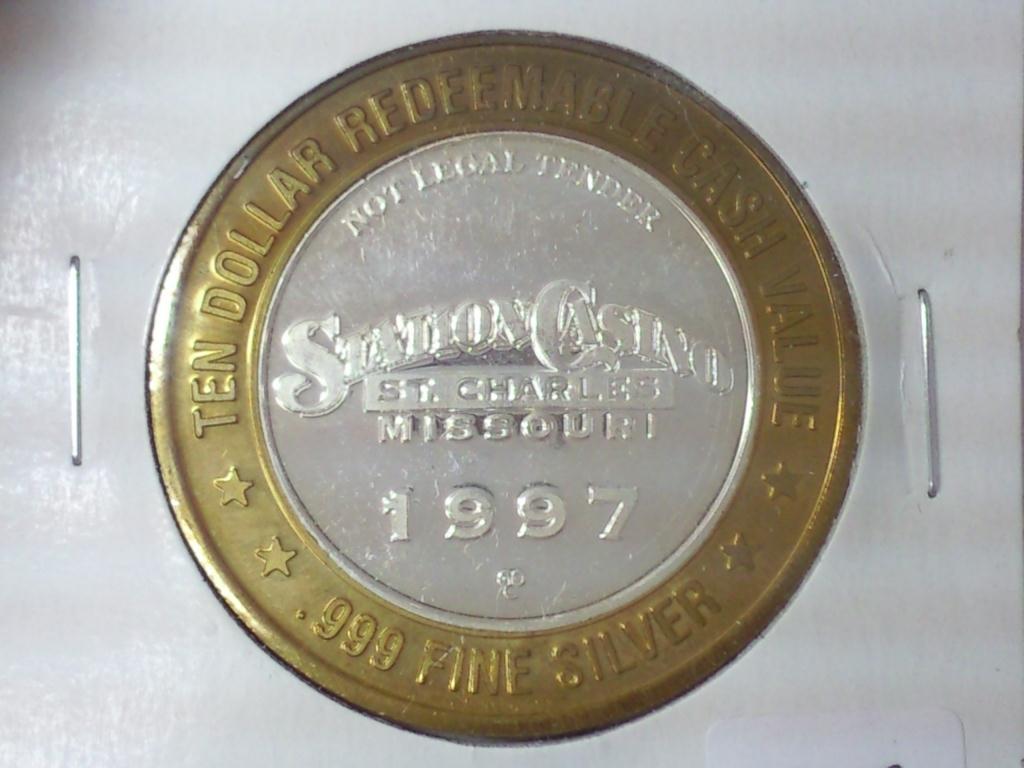 TEN DOLLAR REDEEMABLE CASH VALUE
NOT LEGAL TENDER
STATION CASINO
ST. CHARLES
MISSOURI
1997
.999 FINE SILVER